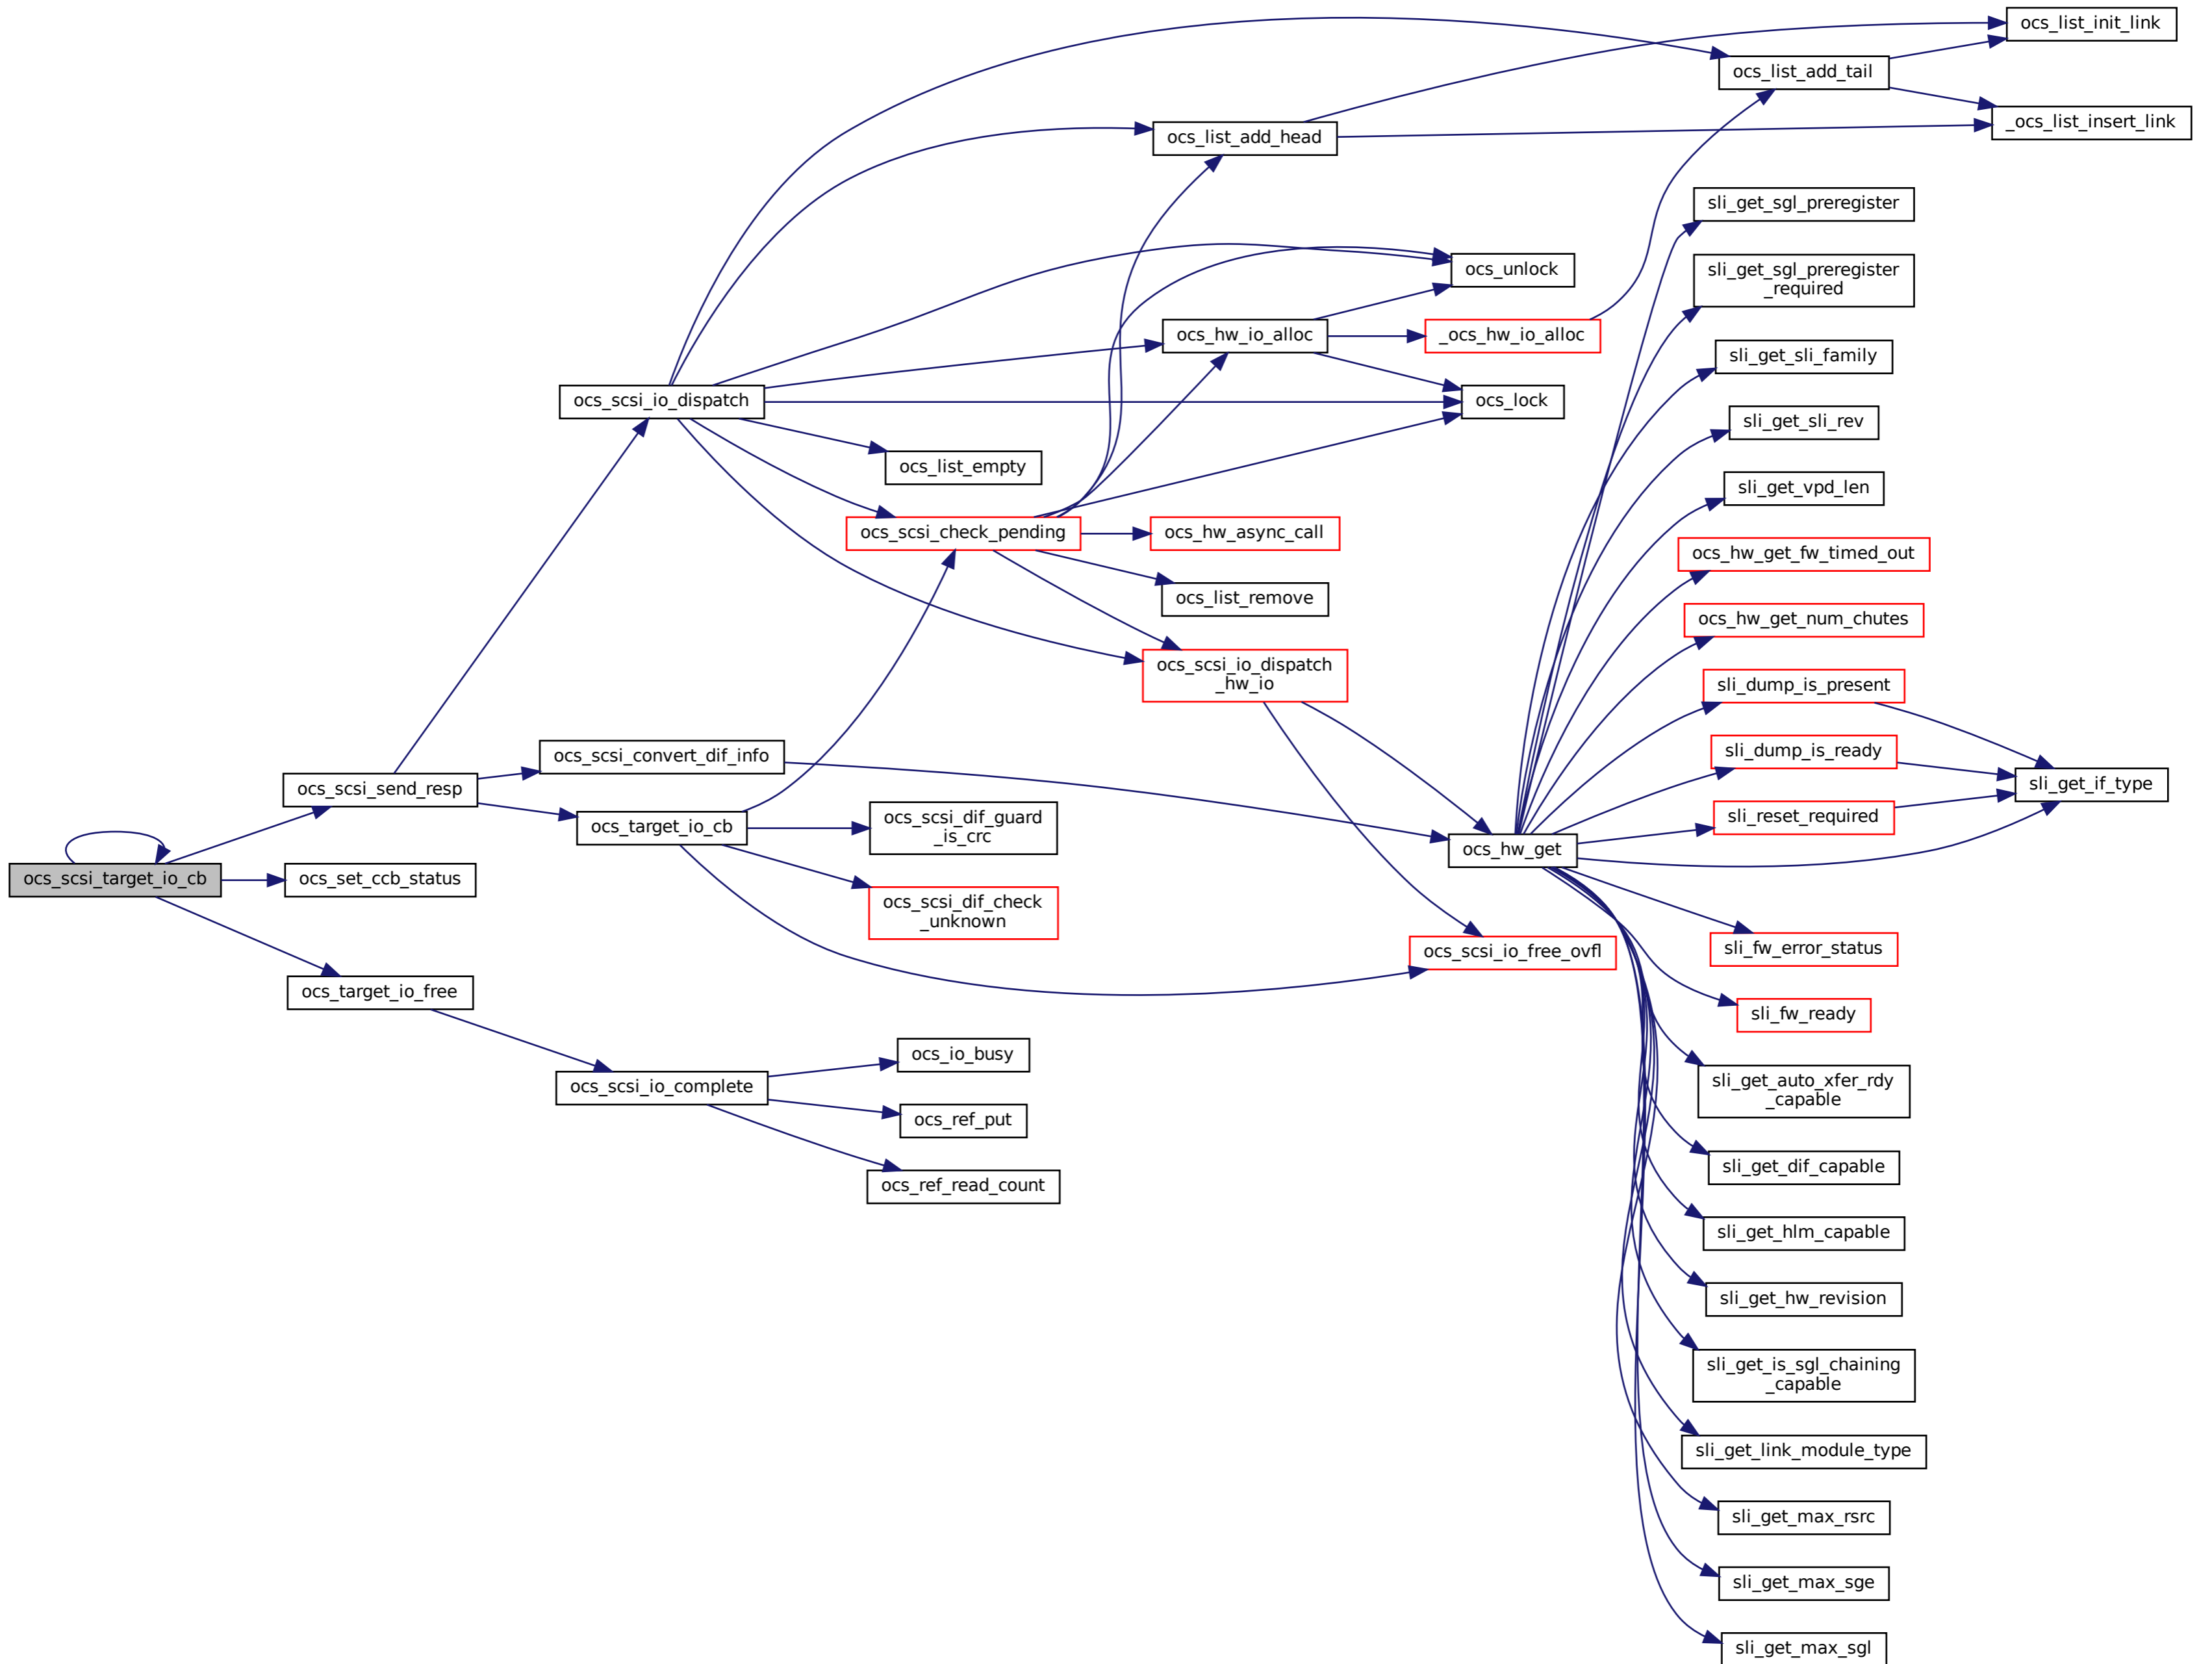 ocs_list_init_link
ocs_list_add_tail
_ocs_list_insert_link
ocs_list_add_head
sli_get_sgl_preregister
ocs_unlock
sli_get_sgl_preregister
_required
ocs_hw_io_alloc
_ocs_hw_io_alloc
sli_get_sli_family
ocs_scsi_io_dispatch
ocs_lock
sli_get_sli_rev
ocs_list_empty
sli_get_vpd_len
ocs_scsi_check_pending
ocs_hw_async_call
ocs_hw_get_fw_timed_out
ocs_list_remove
ocs_hw_get_num_chutes
ocs_scsi_io_dispatch
_hw_io
sli_dump_is_present
ocs_scsi_convert_dif_info
sli_dump_is_ready
ocs_scsi_send_resp
sli_get_if_type
ocs_target_io_cb
ocs_scsi_dif_guard
_is_crc
sli_reset_required
ocs_hw_get
ocs_scsi_target_io_cb
ocs_set_ccb_status
ocs_scsi_dif_check
_unknown
ocs_scsi_io_free_ovfl
sli_fw_error_status
ocs_target_io_free
sli_fw_ready
ocs_io_busy
ocs_scsi_io_complete
sli_get_auto_xfer_rdy
_capable
ocs_ref_put
sli_get_dif_capable
ocs_ref_read_count
sli_get_hlm_capable
sli_get_hw_revision
sli_get_is_sgl_chaining
_capable
sli_get_link_module_type
sli_get_max_rsrc
sli_get_max_sge
sli_get_max_sgl